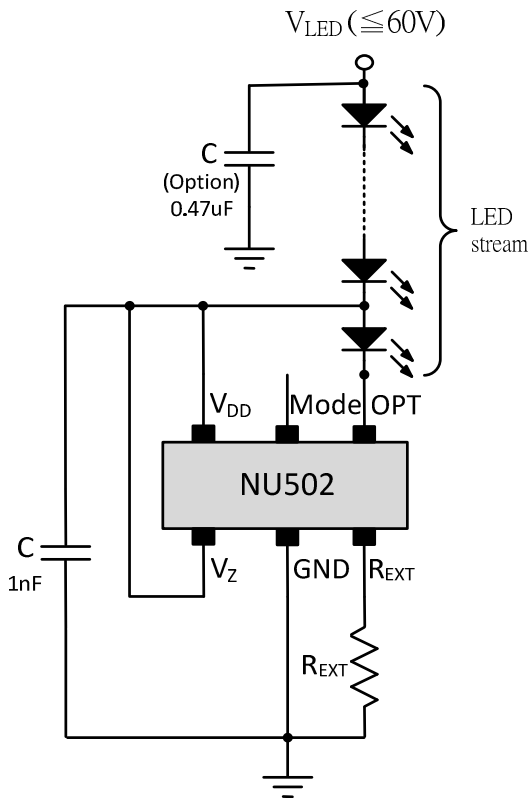 VLED (≦60V)
C
(Option)
0.47uF
LED
stream
VDD
Mode
OPT
NU502
C
1nF
VZ
GND
REXT
REXT